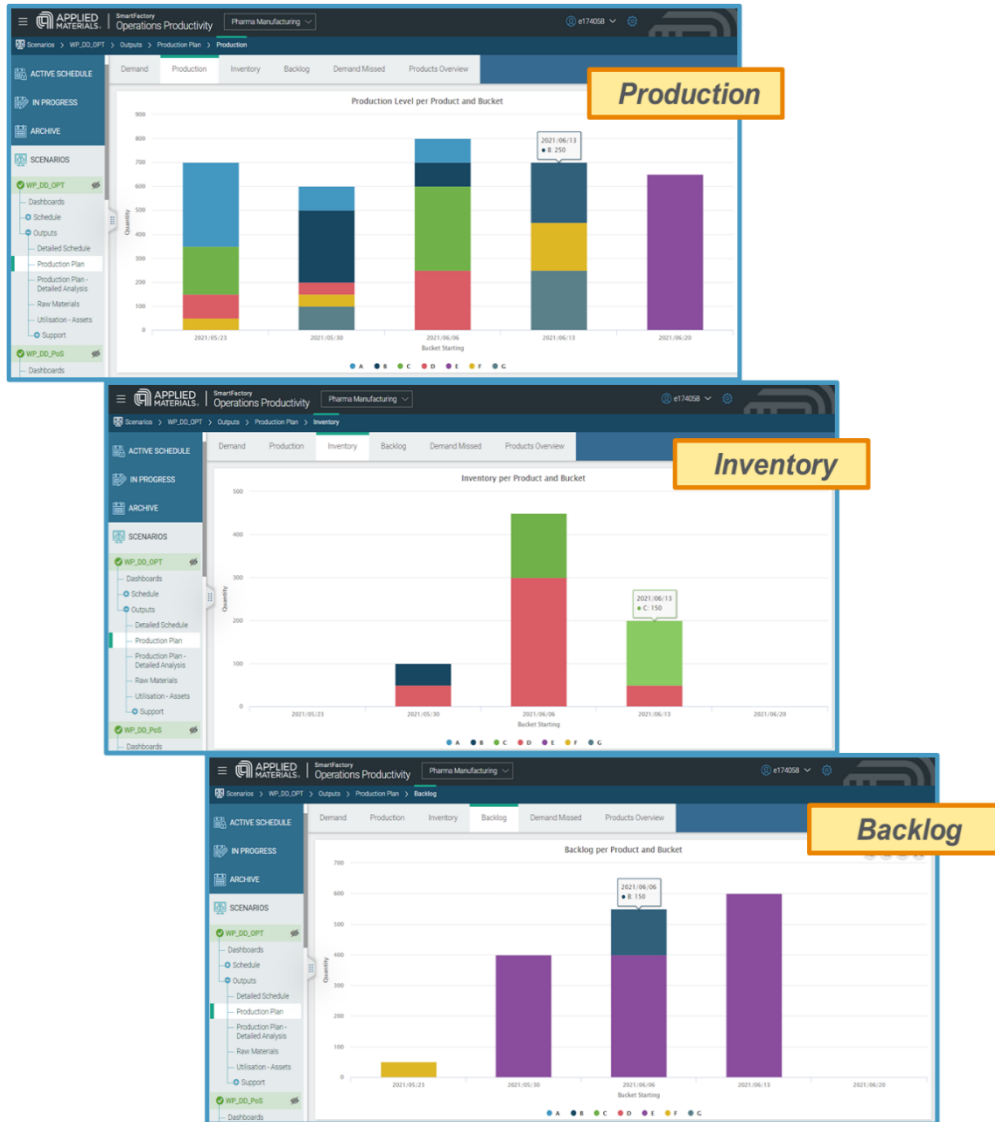 APPLIED MATERIALS®
SmartFactory
Operations Productivity
Pharma Manufacturing
e174058
Scenarios > WP_DD_OPT > Outputs > Production Plan > Production
ACTIVE SCHEDULE
IN PROGRESS
ARCHIVE
SCENARIOS
WP_DD_OPT
Dashboards
Schedule
Outputs
Detailed Schedule
Production Plan
Production Plan -
Detailed Analysis
Raw Materials
Utilisation - Assets
Support
WP_DD_PoS
Dashboards
Demand Production Inventory Backlog Demand Missed Products Overview
Production
Production Level per Product and Bucket
Quantity
900
800
700
600
500
400
300
200
100
0
2021/06/13
B: 250
2021/05/23 2021/05/30 2021/06/06 2021/06/13 2021/06/20
Bucket Starting
A B C D E F G
APPLIED MATERIALS®
SmartFactory
Operations Productivity
Pharma Manufacturing
e174058
Scenarios > WP_DD_OPT > Outputs > Production Plan > Inventory
ACTIVE SCHEDULE
IN PROGRESS
ARCHIVE
SCENARIOS
WP_DD_OPT
Dashboards
Schedule
Outputs
Detailed Schedule
Production Plan
Production Plan -
Detailed Analysis
Raw Materials
Utilisation - Assets
Support
WP_DD_PoS
Dashboards
Demand Production Inventory Backlog Demand Missed Products Overview
Inventory
Inventory per Product and Bucket
Quantity
500
400
300
200
100
0
2021/06/13
C: 150
2021/05/23 2021/05/30 2021/06/06 2021/06/13 2021/06/20
Bucket Starting
A B C D E F G
APPLIED MATERIALS®
SmartFactory
Operations Productivity
Pharma Manufacturing
e174058
Scenarios > WP_DD_OPT > Outputs > Production Plan > Backlog
ACTIVE SCHEDULE
IN PROGRESS
ARCHIVE
SCENARIOS
WP_DD_OPT
Dashboards
Schedule
Outputs
Detailed Schedule
Production Plan
Production Plan -
Detailed Analysis
Raw Materials
Utilisation - Assets
Support
WP_DD_PoS
Dashboards
Demand Production Inventory Backlog Demand Missed Products Overview
Backlog
Backlog per Product and Bucket
Quantity
700
600
500
400
300
200
100
0
2021/06/06
B: 150
2021/05/23 2021/05/30 2021/06/06 2021/06/13 2021/06/20
Bucket Starting
A B C D E F G